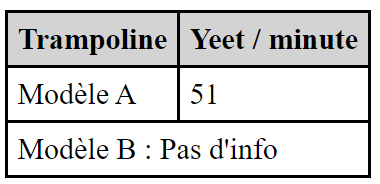 Trampoline Yeet / minute
Modèle A 51
Modèle B : Pas d'info